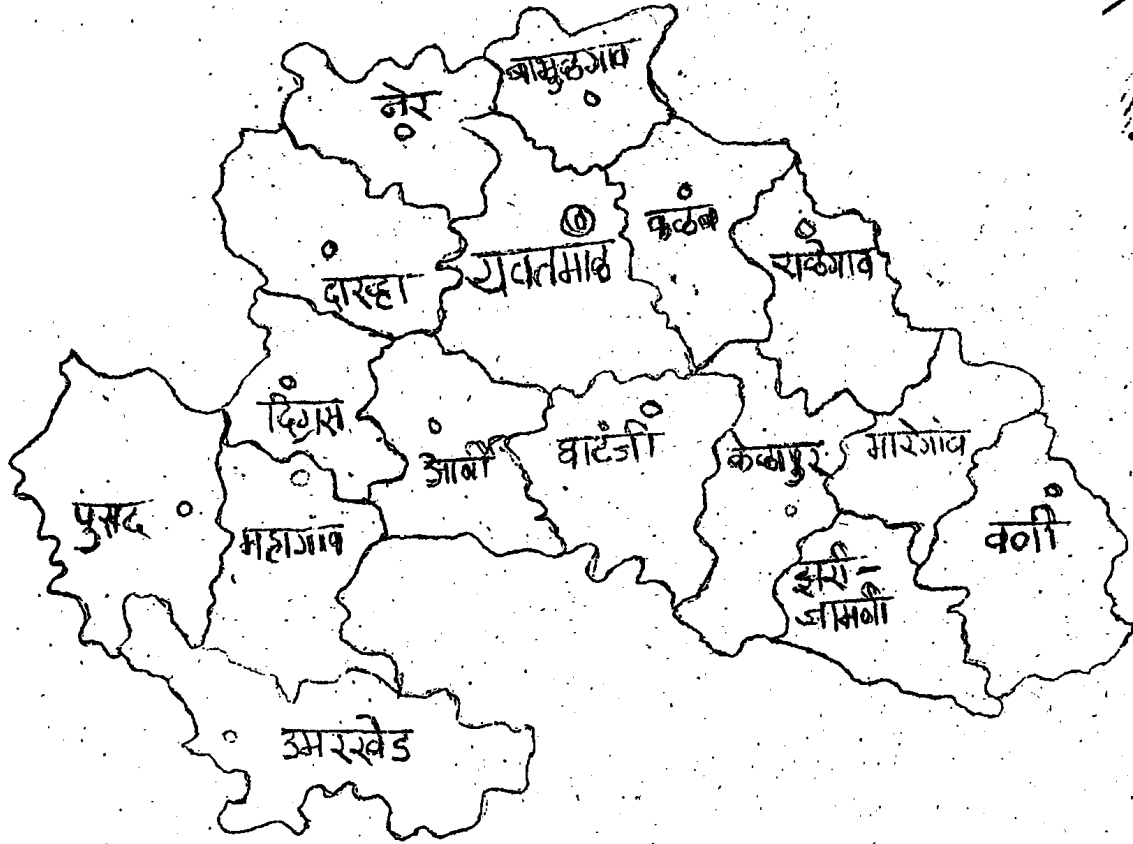 बाभुळगाव
नेर
कळंब
यवतमाळ
राळेगाव
दारव्हा
दिग्रस
आर्वी
घाटंजी
केळापुर
मारेगांव
पुसद
महागांव
वणी
झरी-
जामणी
उमरखेड